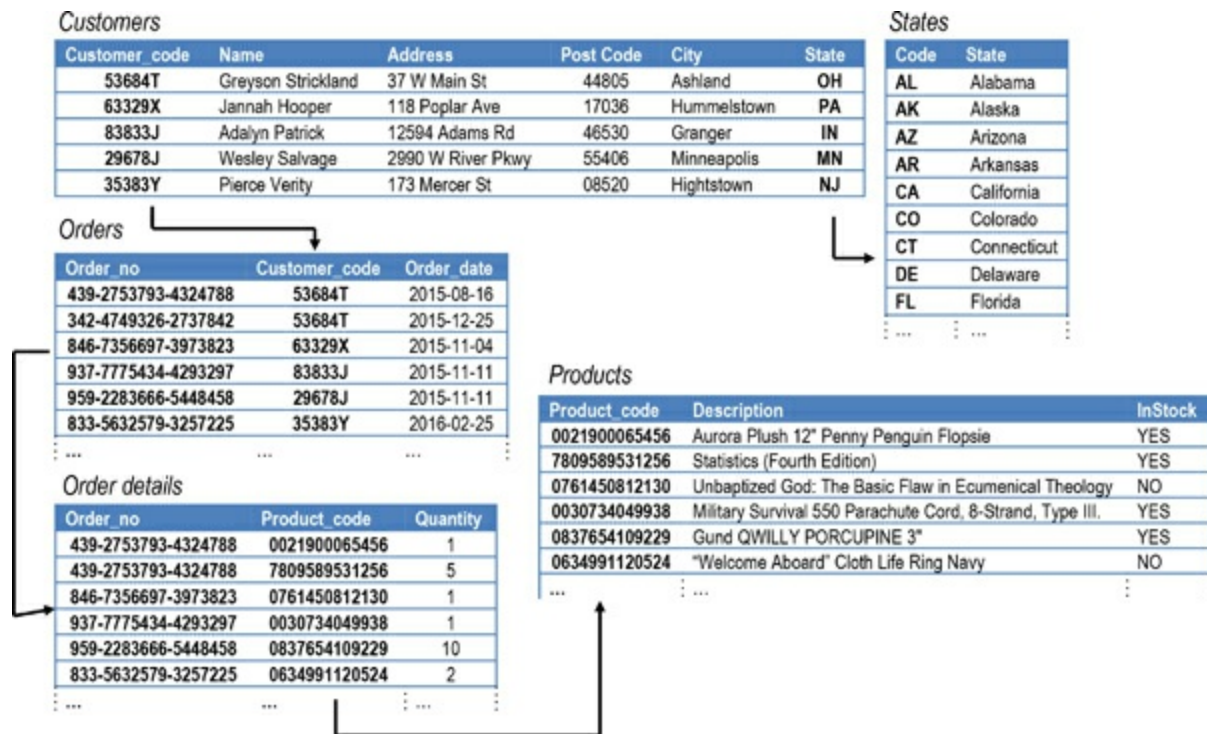 Customers
Customer_code Name Address Post Code City State
53684T Greyson Strickland 37 W Main St 44805 Ashland OH
63329X Jannah Hooper 118 Poplar Ave 17036 Hummelstown PA
83833J Adalyn Patrick 12594 Adams Rd 46530 Granger IN
29678J Wesley Salvage 2990 W River Pkwy 55406 Minneapolis MN
35383Y Pierce Verity 173 Mercer St 08520 Hightstown NJ
States
Code State
AL Alabama
AK Alaska
AZ Arizona
AR Arkansas
CA California
CO Colorado
CT Connecticut
DE Delaware
FL Florida
... ...
Orders
Order_no Customer_code Order_date
439-2753793-4324788 53684T 2015-08-16
342-4749326-2737842 53684T 2015-12-25
846-7356697-3973823 63329X 2015-11-04
937-7775434-4293297 83833J 2015-11-11
959-2283666-5448458 29678J 2015-11-11
833-5632579-3257225 35383Y 2016-02-25
... ... ...
Products
Product_code Description InStock
0021900065456 Aurora Plush 12" Penny Penguin Flopsie YES
7809589531256 Statistics (Fourth Edition) YES
0761450812130 Unbaptized God: The Basic Flaw in Ecumenical Theology NO
0030734049938 Military Survival 550 Parachute Cord, 8-Strand, Type III. YES
0837654109229 Gund QWILLY PORCUPINE 3" YES
0634991120524 “Welcome Aboard” Cloth Life Ring Navy NO
... ...
Order details
Order_no Product_code Quantity
439-2753793-4324788 0021900065456 1
439-2753793-4324788 7809589531256 5
846-7356697-3973823 0761450812130 1
937-7775434-4293297 0030734049938 1
959-2283666-5448458 0837654109229 10
833-5632579-3257225 0634991120524 2
... ... ...